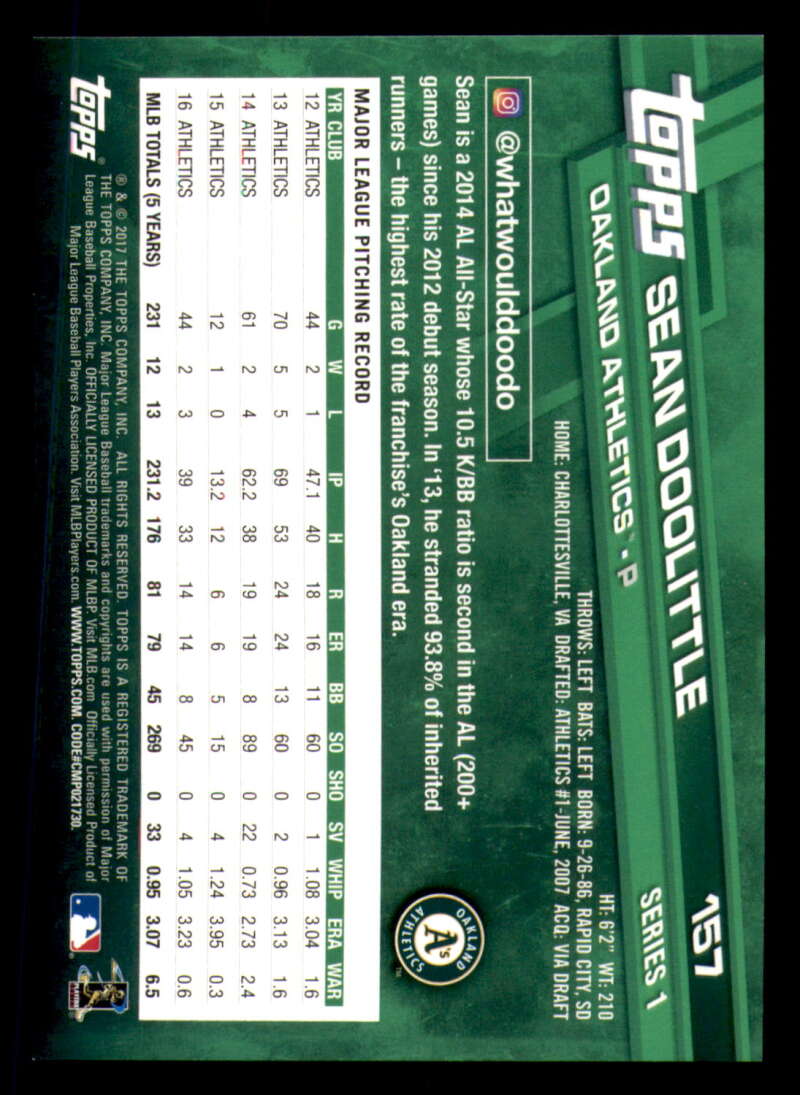 topps SEAN DOOLITTLE 157
OAKLAND ATHLETICS™ • P SERIES 1
HT: 6'2" WT: 210
THROWS: LEFT BATS: LEFT BORN: 9-26-86, RAPID CITY, SD
HOME: CHARLOTTESVILLE, VA DRAFTED: ATHLETICS #1-JUNE, 2007 ACQ: VIA DRAFT
@whatwoulddoodo
Sean is a 2014 AL All-Star whose 10.5 K/BB ratio is second in the AL (200+
games) since his 2012 debut season. In '13, he stranded 93.8% of inherited
runners – the highest rate of the franchise's Oakland era.
OAKLAND
A's
ATHLETICS
™
MAJOR LEAGUE PITCHING RECORD
YR CLUB G W L IP H R ER BB SO SHO SV WHIP ERA WAR
12 ATHLETICS 44 2 1 47.1 40 18 16 11 60 0 1 1.08 3.04 1.6
13 ATHLETICS 70 5 5 69 53 24 24 13 60 0 2 0.96 3.13 1.6
14 ATHLETICS 61 2 4 62.2 38 19 19 8 89 0 22 0.73 2.73 2.4
15 ATHLETICS 12 1 0 13.2 12 6 6 5 15 0 4 1.24 3.95 0.3
16 ATHLETICS 44 2 3 39 33 14 14 8 45 0 4 1.05 3.23 0.6
MLB TOTALS (5 YEARS) 231 12 13 231.2 176 81 79 45 269 0 33 0.95 3.07 6.5
topps®
® & © 2017 THE TOPPS COMPANY, INC. ALL RIGHTS RESERVED. TOPPS IS A REGISTERED TRADEMARK OF
THE TOPPS COMPANY, INC. Major League Baseball trademarks and copyrights are used with permission of Major
League Baseball Properties, Inc. OFFICIALLY LICENSED PRODUCT OF MLBP. Visit MLB.com Officially Licensed Product of
Major League Baseball Players Association. Visit MLBPlayers.com. WWW.TOPPS.COM. CODE#CMP021730.